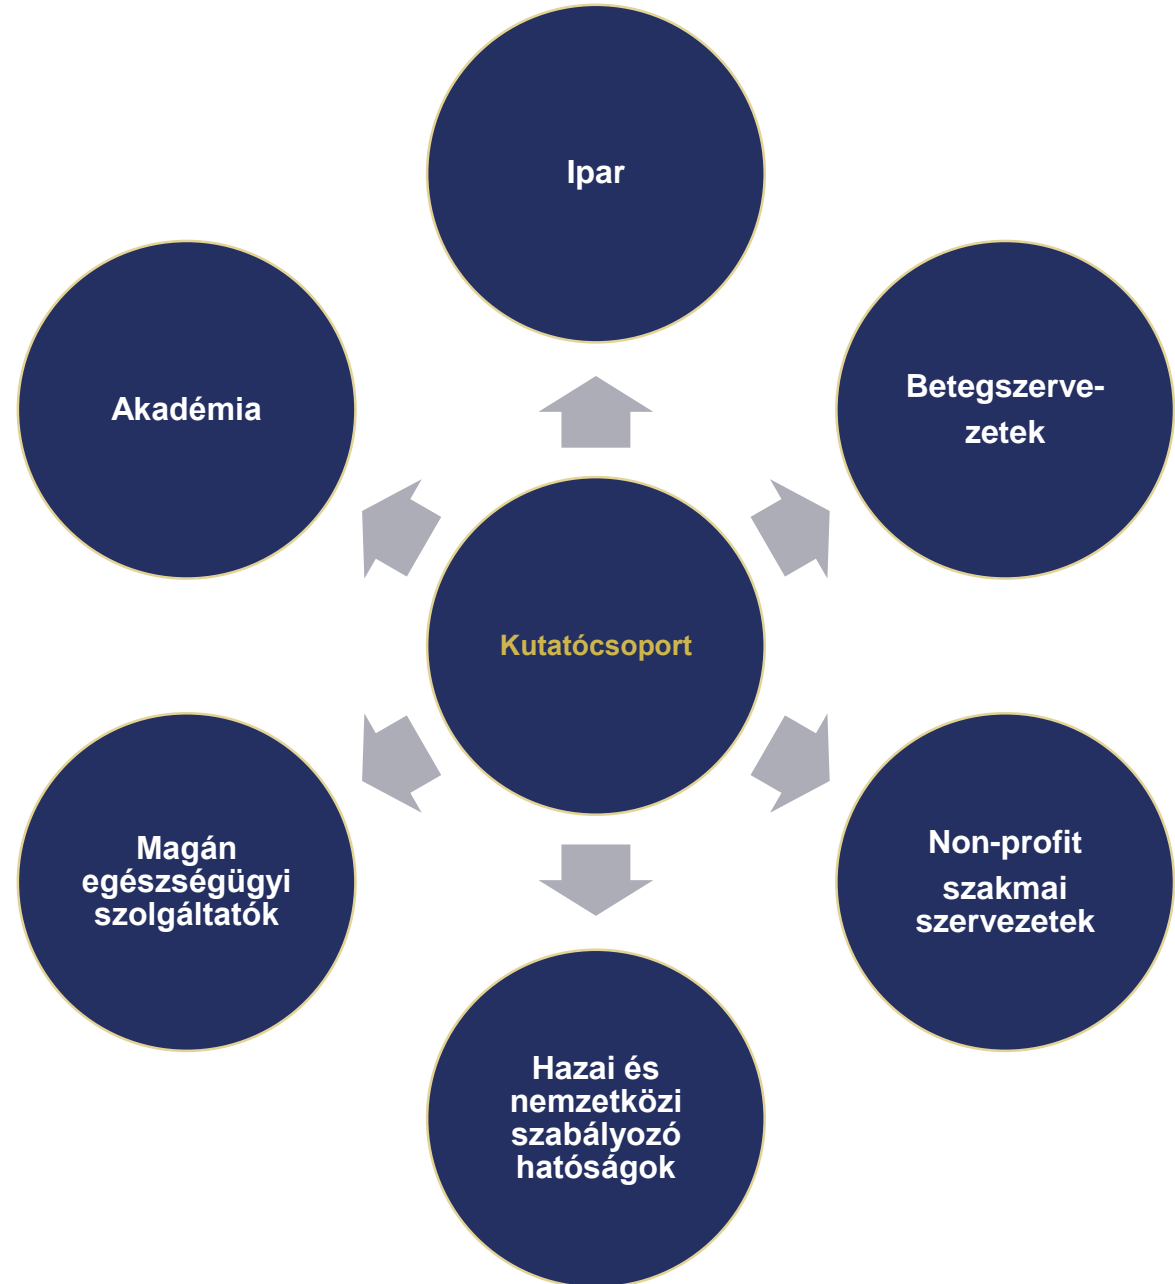 Ipar
Akadémia
Betegszerve-
zetek
Kutatócsoport
Magán
egészségügyi
szolgáltatók
Non-profit
szakmai
szervezetek
Hazai és
nemzetközi
szabályozó
hatóságok